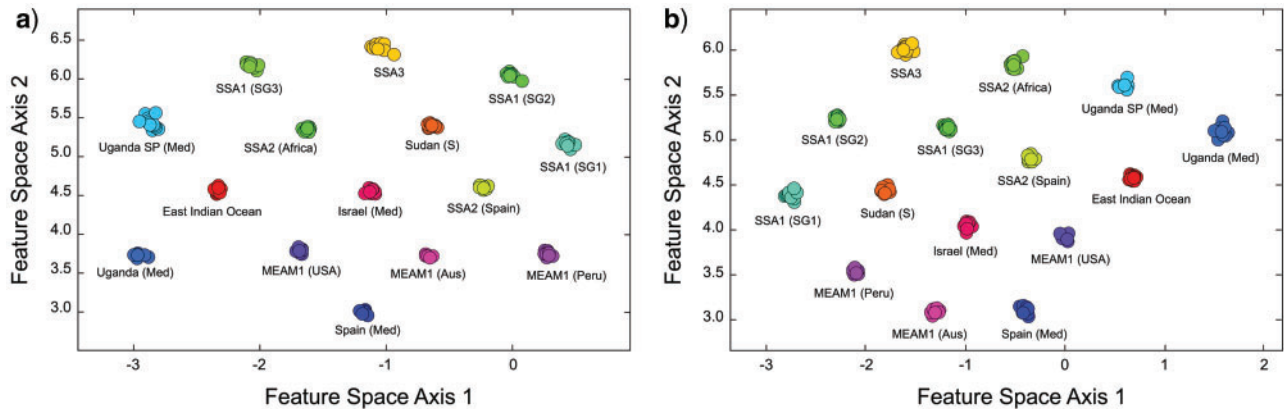 a)
Feature Space Axis 2
6.5
6.0
5.5
5.0
4.5
4.0
3.5
3.0
SSA3
SSA1 (SG3)
SSA1 (SG2)
Uganda SP (Med)
SSA2 (Africa)
Sudan (S)
SSA1 (SG1)
East Indian Ocean
Israel (Med)
SSA2 (Spain)
Uganda (Med)
MEAM1 (USA)
MEAM1 (Aus)
MEAM1 (Peru)
Spain (Med)
-3 -2 -1 0
Feature Space Axis 1
b)
Feature Space Axis 2
6.0
5.5
5.0
4.5
4.0
3.5
3.0
SSA3
SSA2 (Africa)
Uganda SP (Med)
SSA1 (SG2)
SSA1 (SG3)
Uganda (Med)
SSA2 (Spain)
East Indian Ocean
SSA1 (SG1)
Sudan (S)
Israel (Med)
MEAM1 (USA)
MEAM1 (Peru)
MEAM1 (Aus)
Spain (Med)
-3 -2 -1 0 1 2
Feature Space Axis 1